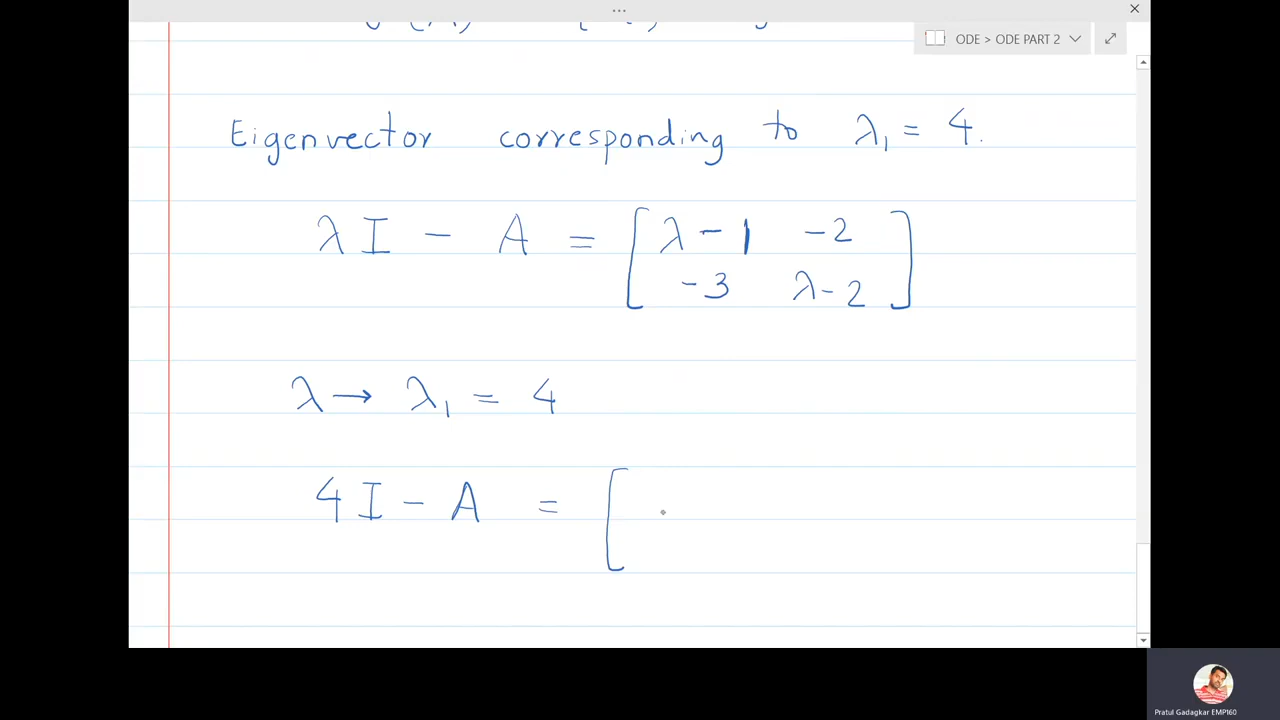 ODE > ODE PART 2
Eigenvector corresponding to λ₁ = 4.
λI - A = [ λ - 1 -2
-3 λ - 2 ]
λ → λ₁ = 4
4I - A = [
Pratul Gadagkar EMP160